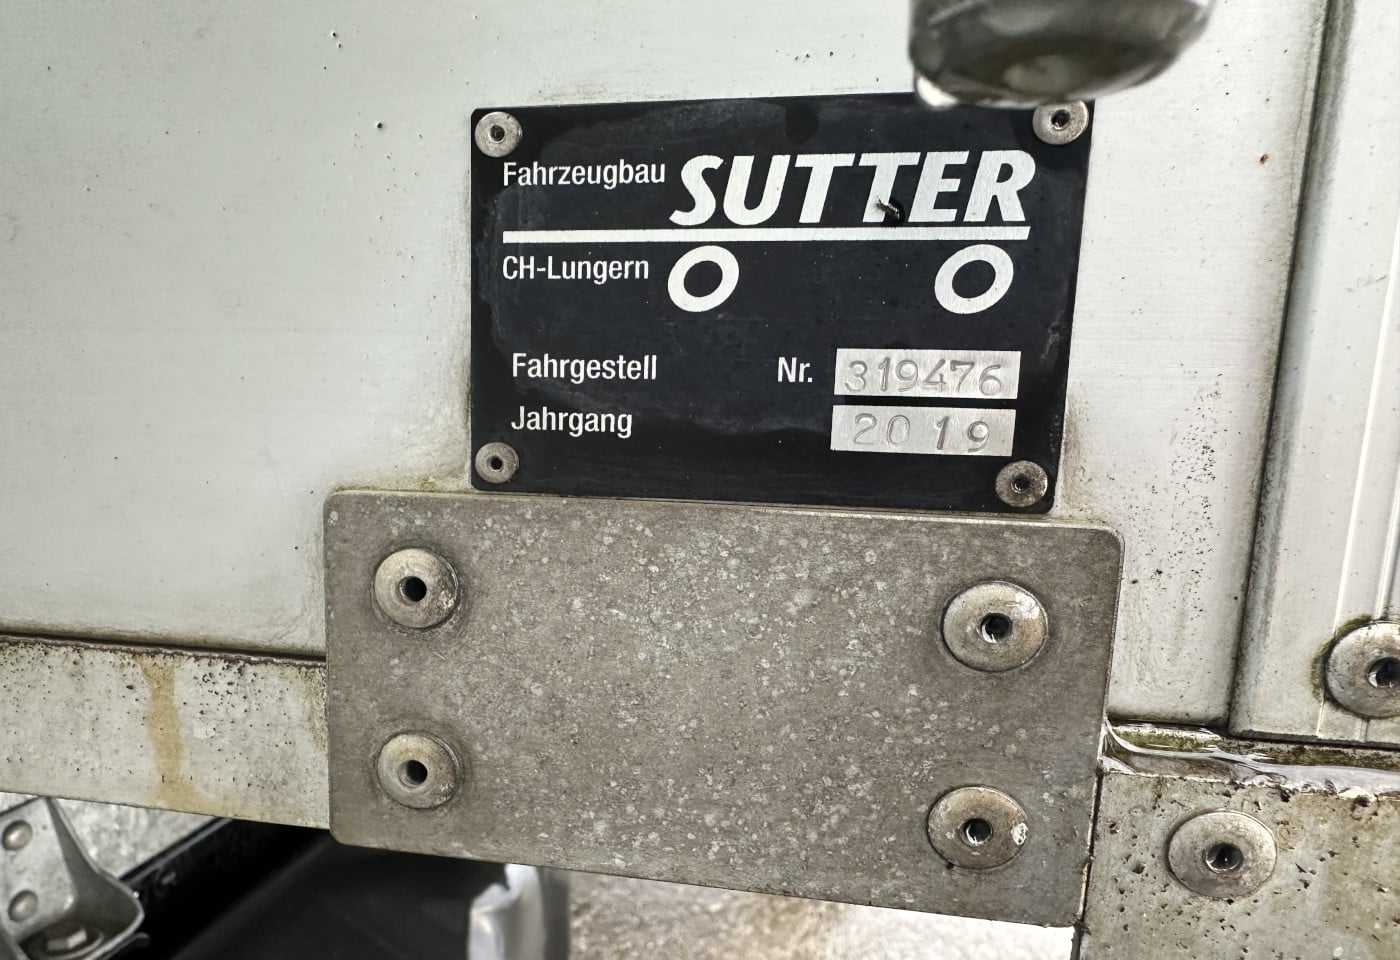 Fahrzeugbau SUTTER
CH-Lungern
Fahrgestell Nr. 319476
Jahrgang 2019